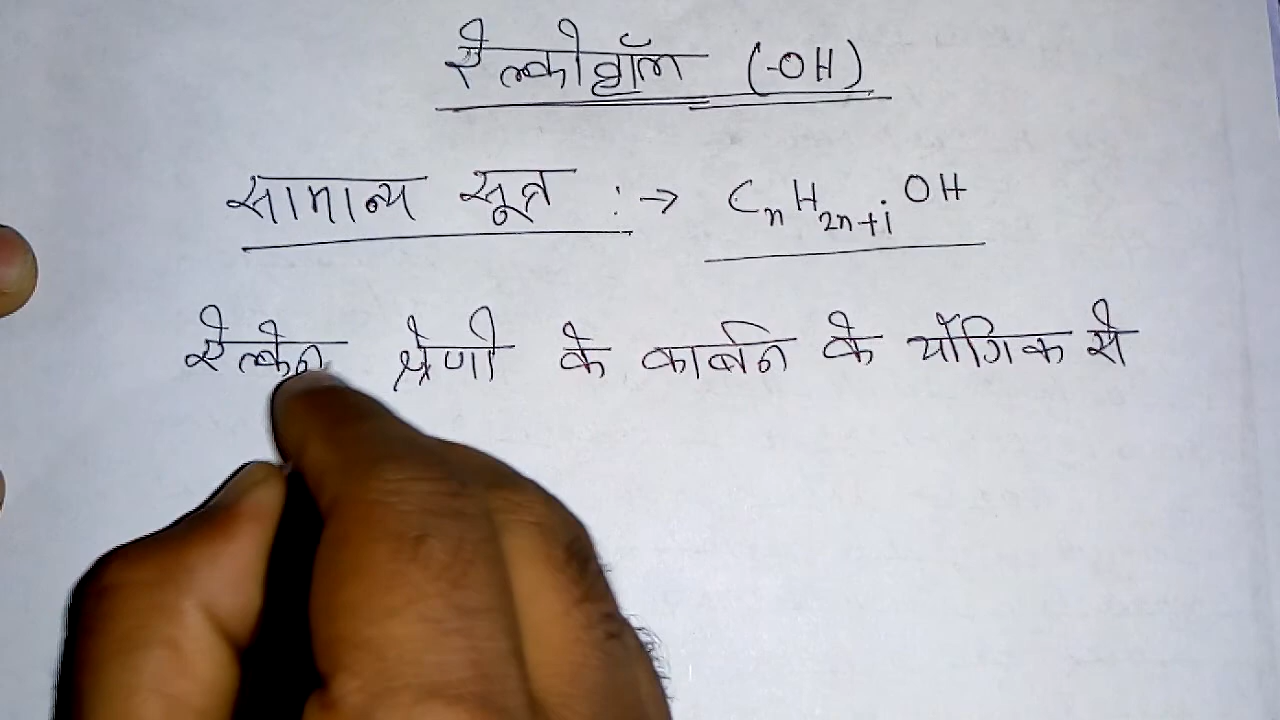 ऐल्कोहॉल (-OH)
सामान्य सूत्र :→ CnH2n+1OH
ऐल्केन श्रेणी के कार्बन के यौगिक से